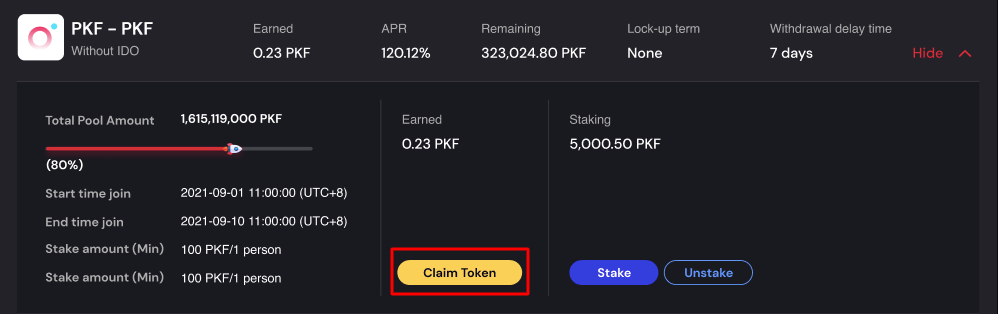 PKF - PKF
Without IDO
Earned
0.23 PKF
APR
120.12%
Remaining
323,024.80 PKF
Lock-up term
None
Withdrawal delay time
7 days
Hide
Total Pool Amount 1,615,119,000 PKF
(80%)
Start time join 2021-09-01 11:00:00 (UTC+8)
End time join 2021-09-10 11:00:00 (UTC+8)
Stake amount (Min) 100 PKF/1 person
Stake amount (Min) 100 PKF/1 person
Earned
0.23 PKF
Claim Token
Staking
5,000.50 PKF
Stake Unstake